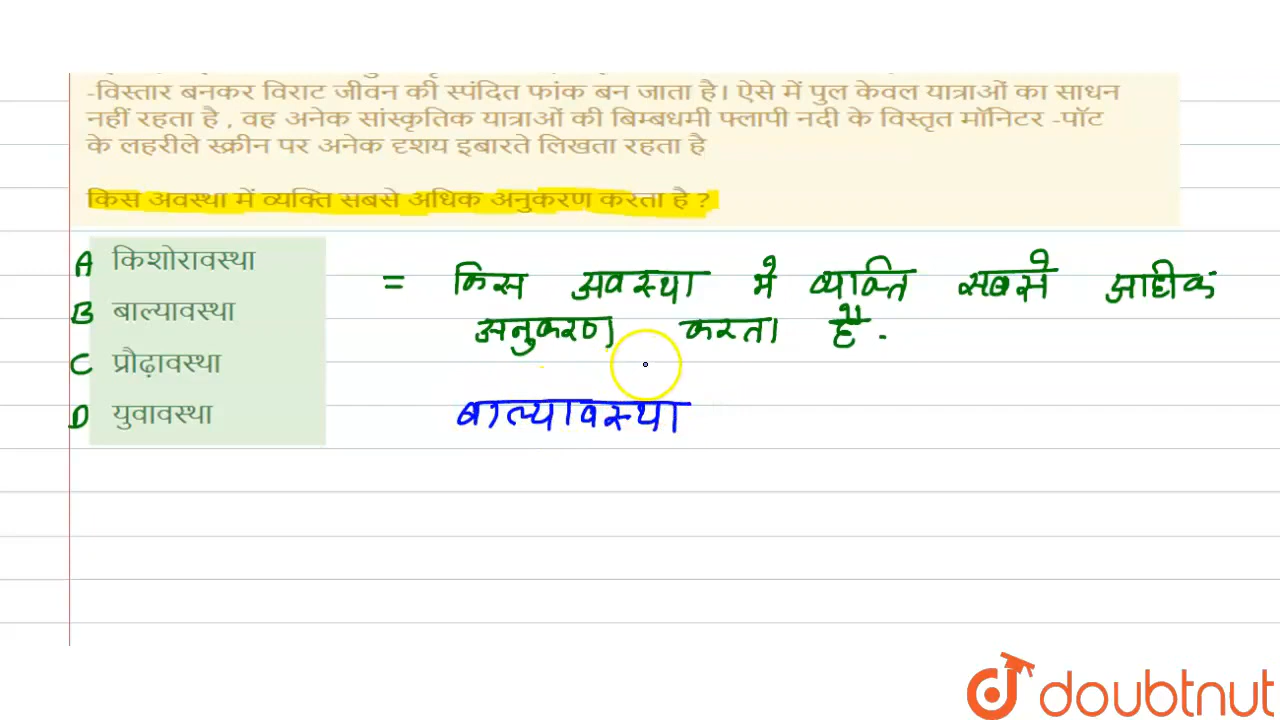 -विस्तार बनकर विराट जीवन की स्पंदित फांक बन जाता है। ऐसे में पुल केवल यात्राओं का साधन
नहीं रहता है , वह अनेक सांस्कृतिक यात्राओं की बिम्बधमी फ्लापी नदी के विस्तृत मॉनिटर -पॉट
के लहरीले स्क्रीन पर अनेक दृशय इबारते लिखता रहता है
किस अवस्था में व्यक्ति सबसे अधिक अनुकरण करता है ?
A किशोरावस्था
B बाल्यावस्था
C प्रौढ़ावस्था
D युवावस्था
= किस अवस्था मे व्यक्ति सबसे आधीक
अनुकरण करता है.
बाल्यावस्था
doubtnut